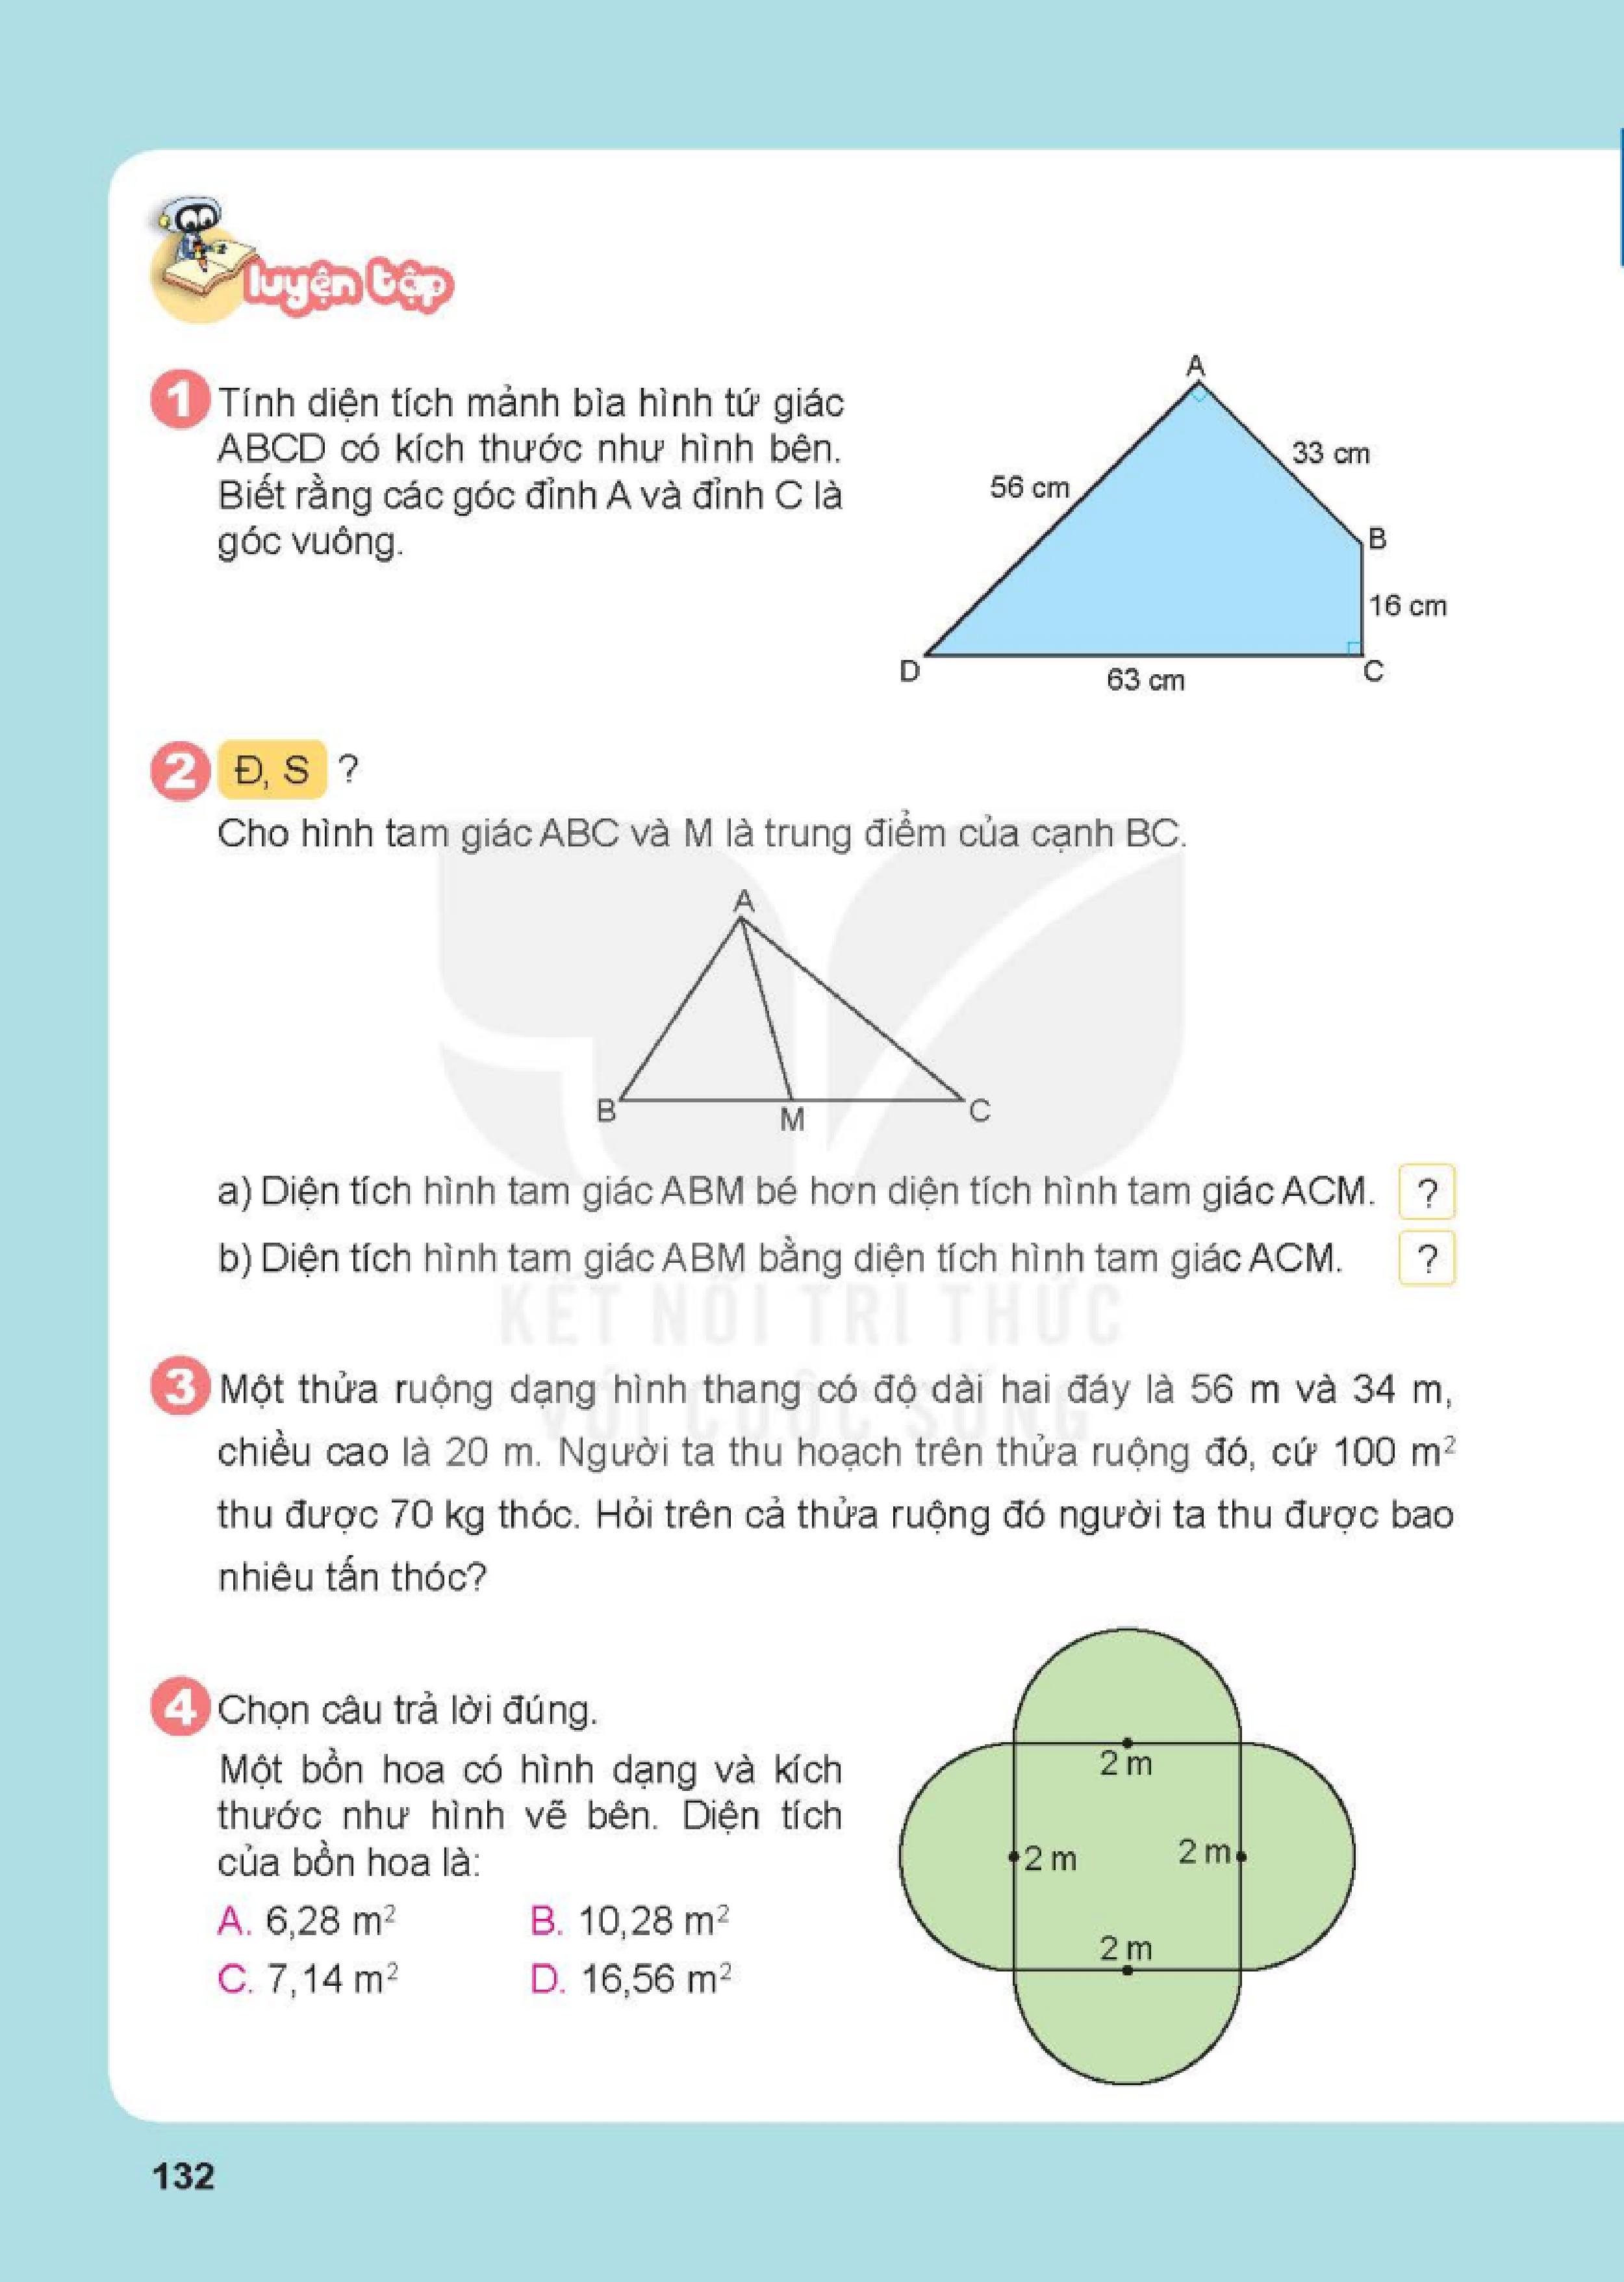 luyện tập
1 Tính diện tích mảnh bìa hình tứ giác
ABCD có kích thước như hình bên.
Biết rằng các góc đỉnh A và đỉnh C là
góc vuông.
A
33 cm
56 cm
B
16 cm
D
63 cm
C
2 Đ, S ?
Cho hình tam giác ABC và M là trung điểm của cạnh BC.
A
B
M
C
a) Diện tích hình tam giác ABM bé hơn diện tích hình tam giác ACM. ?
b) Diện tích hình tam giác ABM bằng diện tích hình tam giác ACM. ?
KẾT NỐI TRI THỨC
VỚI CUỘC SỐNG
3 Một thửa ruộng dạng hình thang có độ dài hai đáy là 56 m và 34 m,
chiều cao là 20 m. Người ta thu hoạch trên thửa ruộng đó, cứ 100 m²
thu được 70 kg thóc. Hỏi trên cả thửa ruộng đó người ta thu được bao
nhiêu tấn thóc?
4 Chọn câu trả lời đúng.
Một bồn hoa có hình dạng và kích
thước như hình vẽ bên. Diện tích
của bồn hoa là:
A. 6,28 m² B. 10,28 m²
C. 7,14 m² D. 16,56 m²
2 m
2 m
2 m
2 m
132